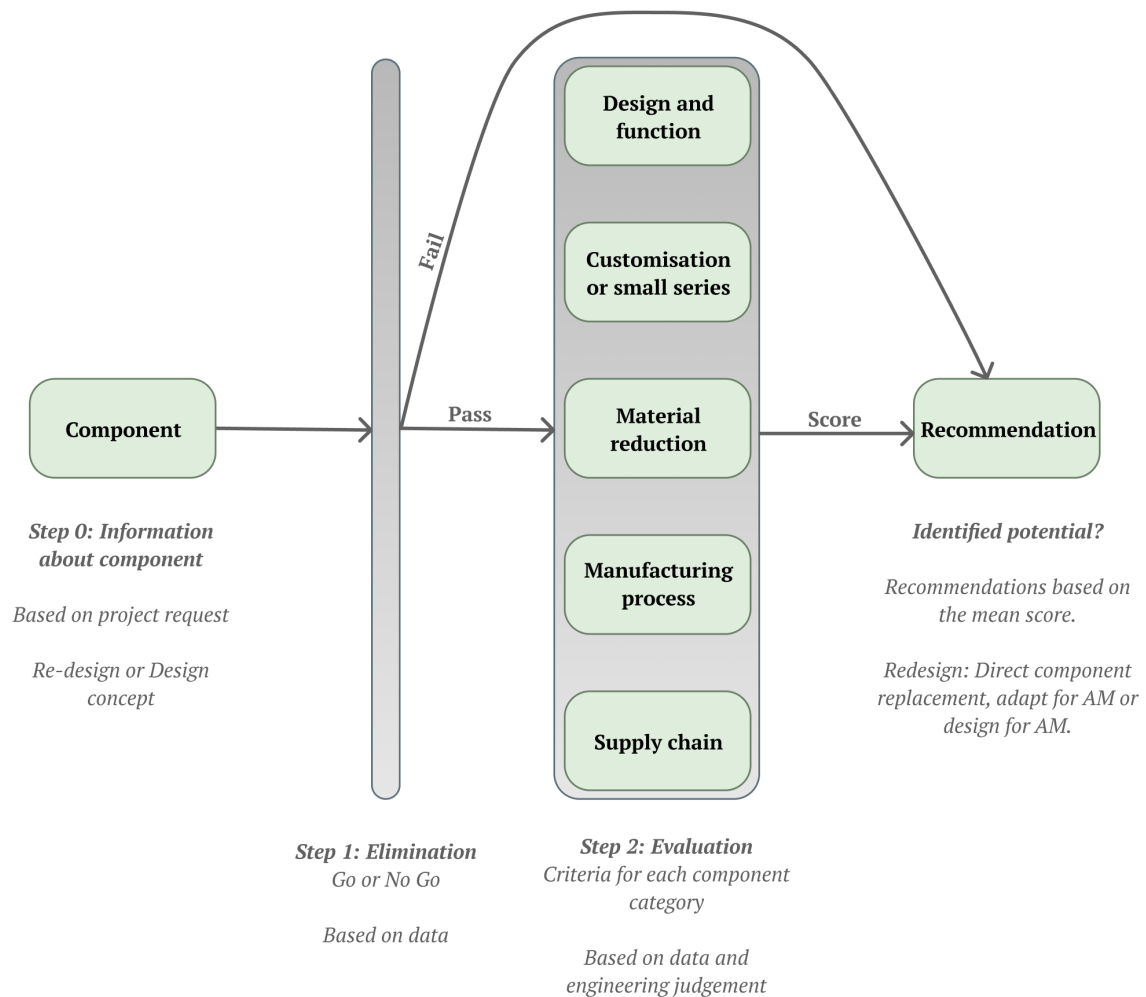 Design and
function
Fail
Customisation
or small series
Component
Pass
Material
reduction
Score
Recommendation
Step 0: Information
about component
Based on project request
Re-design or Design
concept
Manufacturing
process
Supply chain
Identified potential?
Recommendations based on
the mean score.
Redesign: Direct component
replacement, adapt for AM or
design for AM.
Step 1: Elimination
Go or No Go
Based on data
Step 2: Evaluation
Criteria for each component
category
Based on data and
engineering judgement